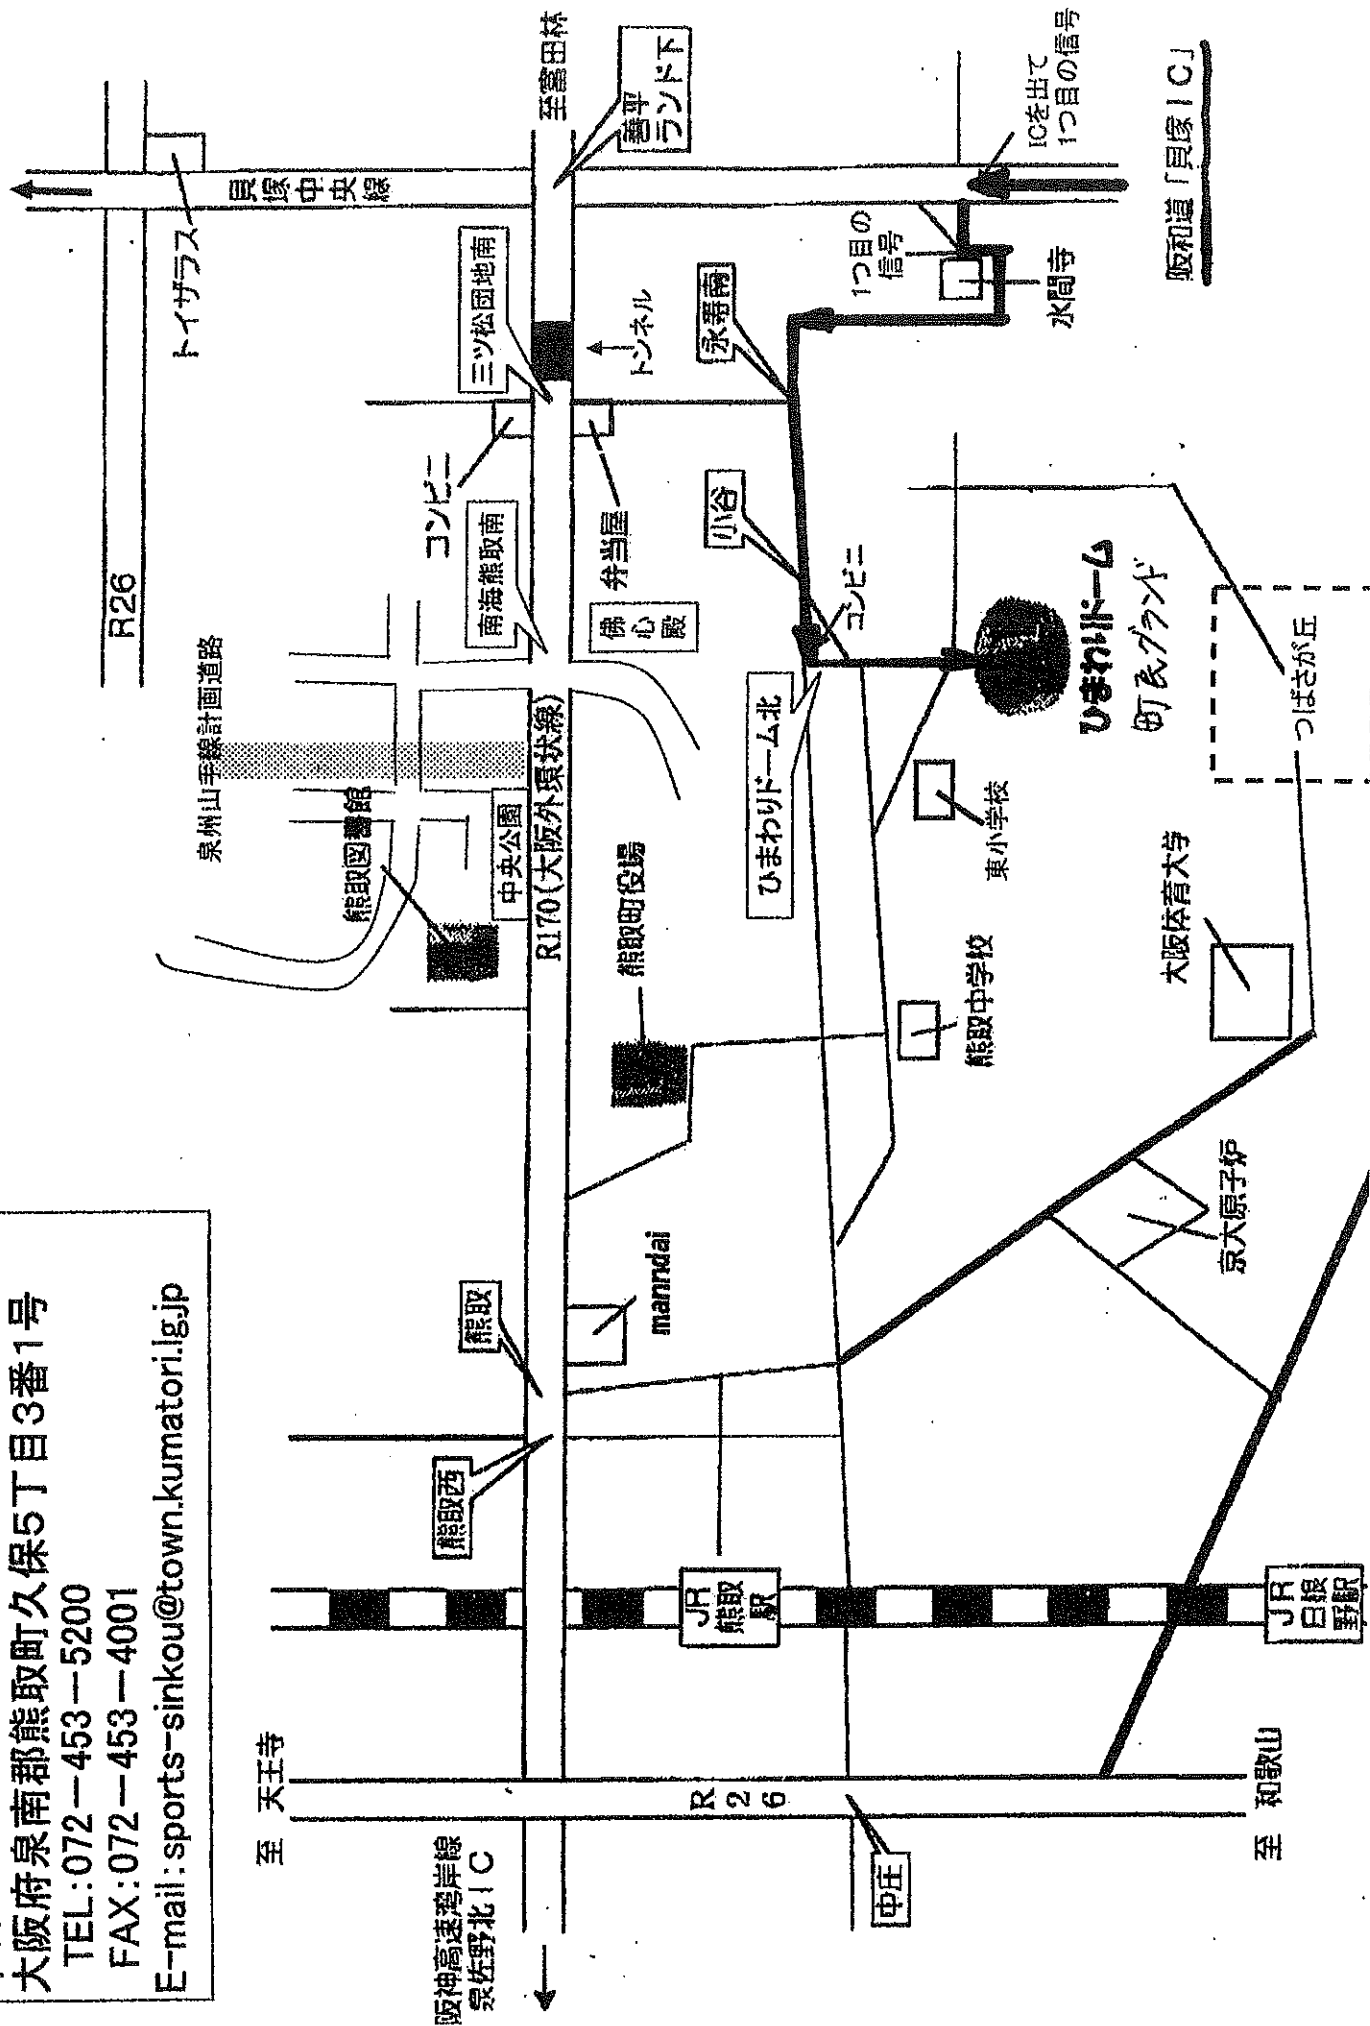 大阪府泉南郡熊取町久保5丁目3番1号
TEL:072-453-5200
FAX:072-453-4001
E-mail:sports-sinkou@town.kumatori.lg.jp
R26
トイザラス
貝塚中央線
泉州山手線計画道路
熊取図書館
中央公園
コンビニ
南海熊取南
三ツ松団地南
至富田林
善平
ランド下
至 天王寺
阪神高速湾岸線
泉佐野北IC
熊取西
熊取
R170(大阪外環状線)
佛心殿
弁当屋
トンネル
manndai
熊取町役場
永寿南
小谷
コンビニ
ひまわりドーム北
1つ目の
信号
水間寺
ICを出て
1つ目の信号
阪和道「貝塚IC」
R26
JR
熊取
駅
中庄
熊取中学校
東小学校
ひまわりドーム
町民グランド
つばさが丘
大阪体育大学
京大原子炉
JR
日根
野駅
至 和歌山